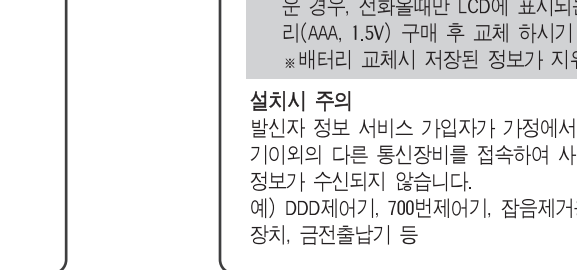 운 경우, 전화올때만 LCD에 표시되는
리(AAA, 1.5V) 구매 후 교체 하시기
※배터리 교체시 저장된 정보가 지
설치시 주의
발신자 정보 서비스 가입자가 가정에서
기이외의 다른 통신장비를 접속하여 사
정보가 수신되지 않습니다.
예) DDD제어기, 700번제어기, 잡음제거
장치, 금전출납기 등